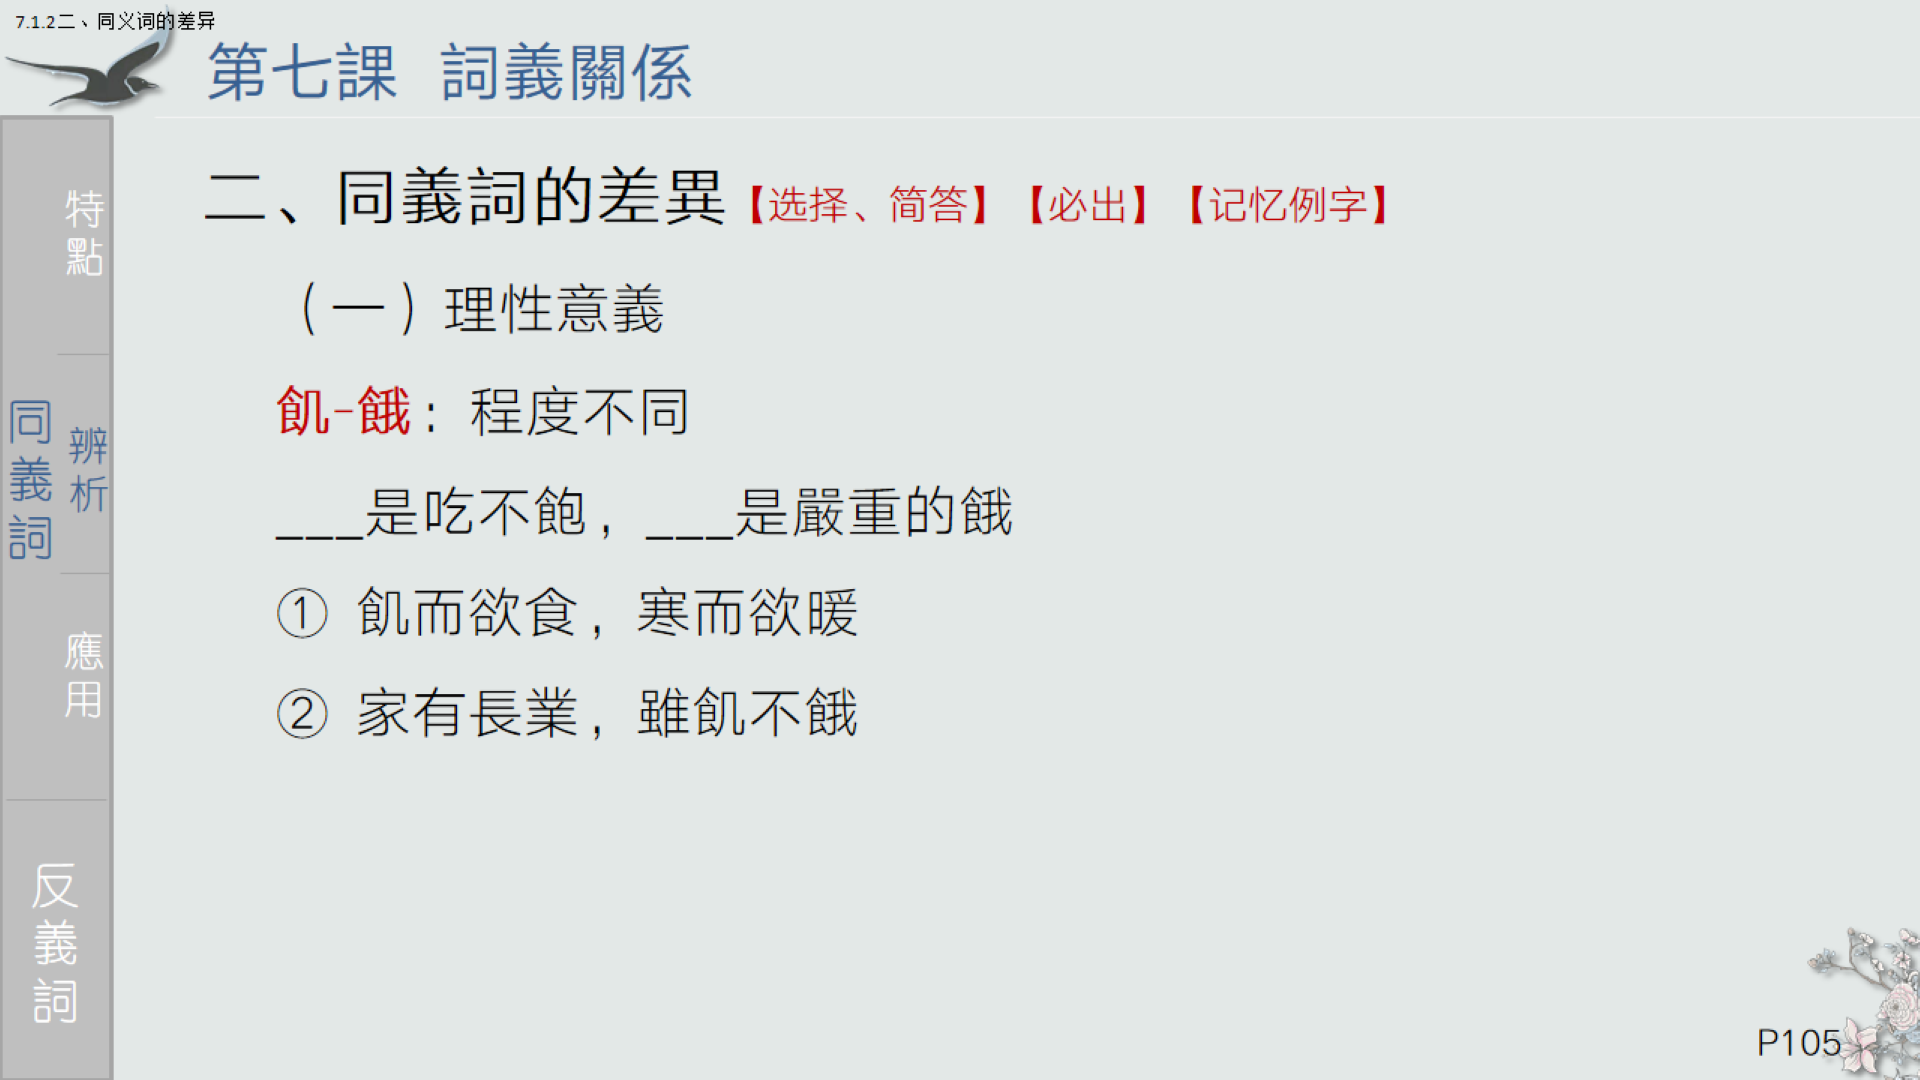 7.1.2二、同义词的差异
第七課 詞義關係
特點
同義詞
辨析
應用
反義詞
二、同義詞的差異【选择、简答】【必出】【记忆例字】
（一）理性意義
飢-餓：程度不同
___是吃不飽，___是嚴重的餓
① 飢而欲食，寒而欲暖
② 家有長業，雖飢不餓
P105